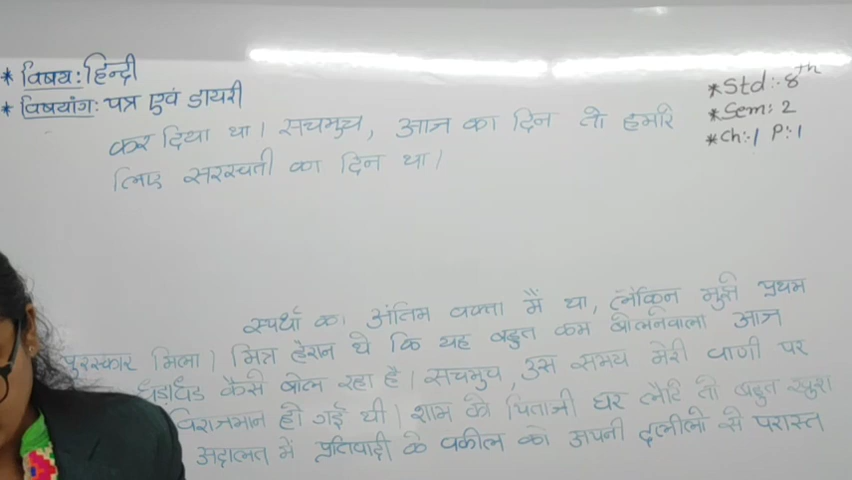 * विषय: हिन्दी
* विषयांग: पत्र एवं डायरी
* Std:- 8th
* Sem: 2
* Ch:-1 P:-1
कर दिया था। सचमुच, आज का दिन तो हमारे
लिए सरस्वती का दिन था।
स्पर्धा का अंतिम वक्ता मैं था, लेकिन मुझे प्रथम
पुरस्कार मिला। मित्र हैरान थे कि यह बहुत कम बोलनेवाला आज
धड़ाधड कैसे बोल रहा है। सचमुच, उस समय मेरी वाणी पर
विराजमान हो गई थी। शाम को पिताजी घर लौटे तो बहुत खुश
अदालत में प्रतिवादी के वकील को अपनी दलीलो से परास्त